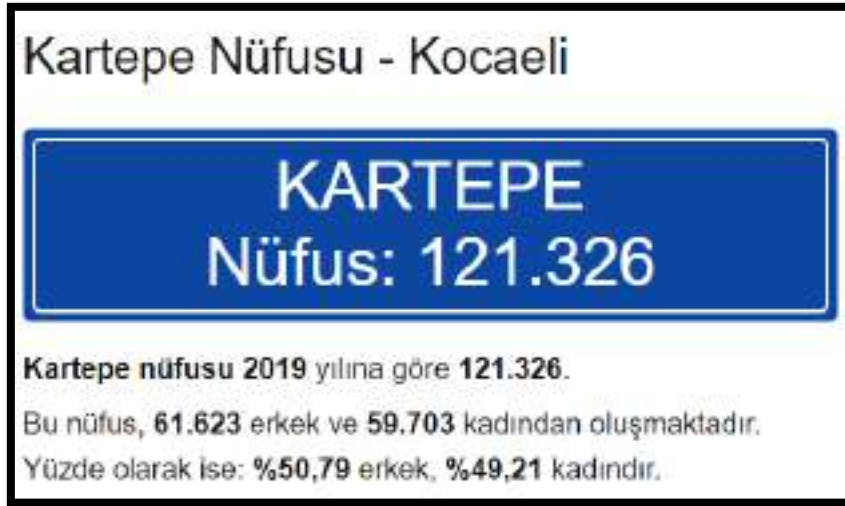 Kartepe Nüfusu - Kocaeli
KARTEPE
Nüfus: 121.326
Kartepe nüfusu 2019 yılına göre 121.326.
Bu nüfus, 61.623 erkek ve 59.703 kadından oluşmaktadır.
Yüzde olarak ise: %50,79 erkek, %49,21 kadındır.